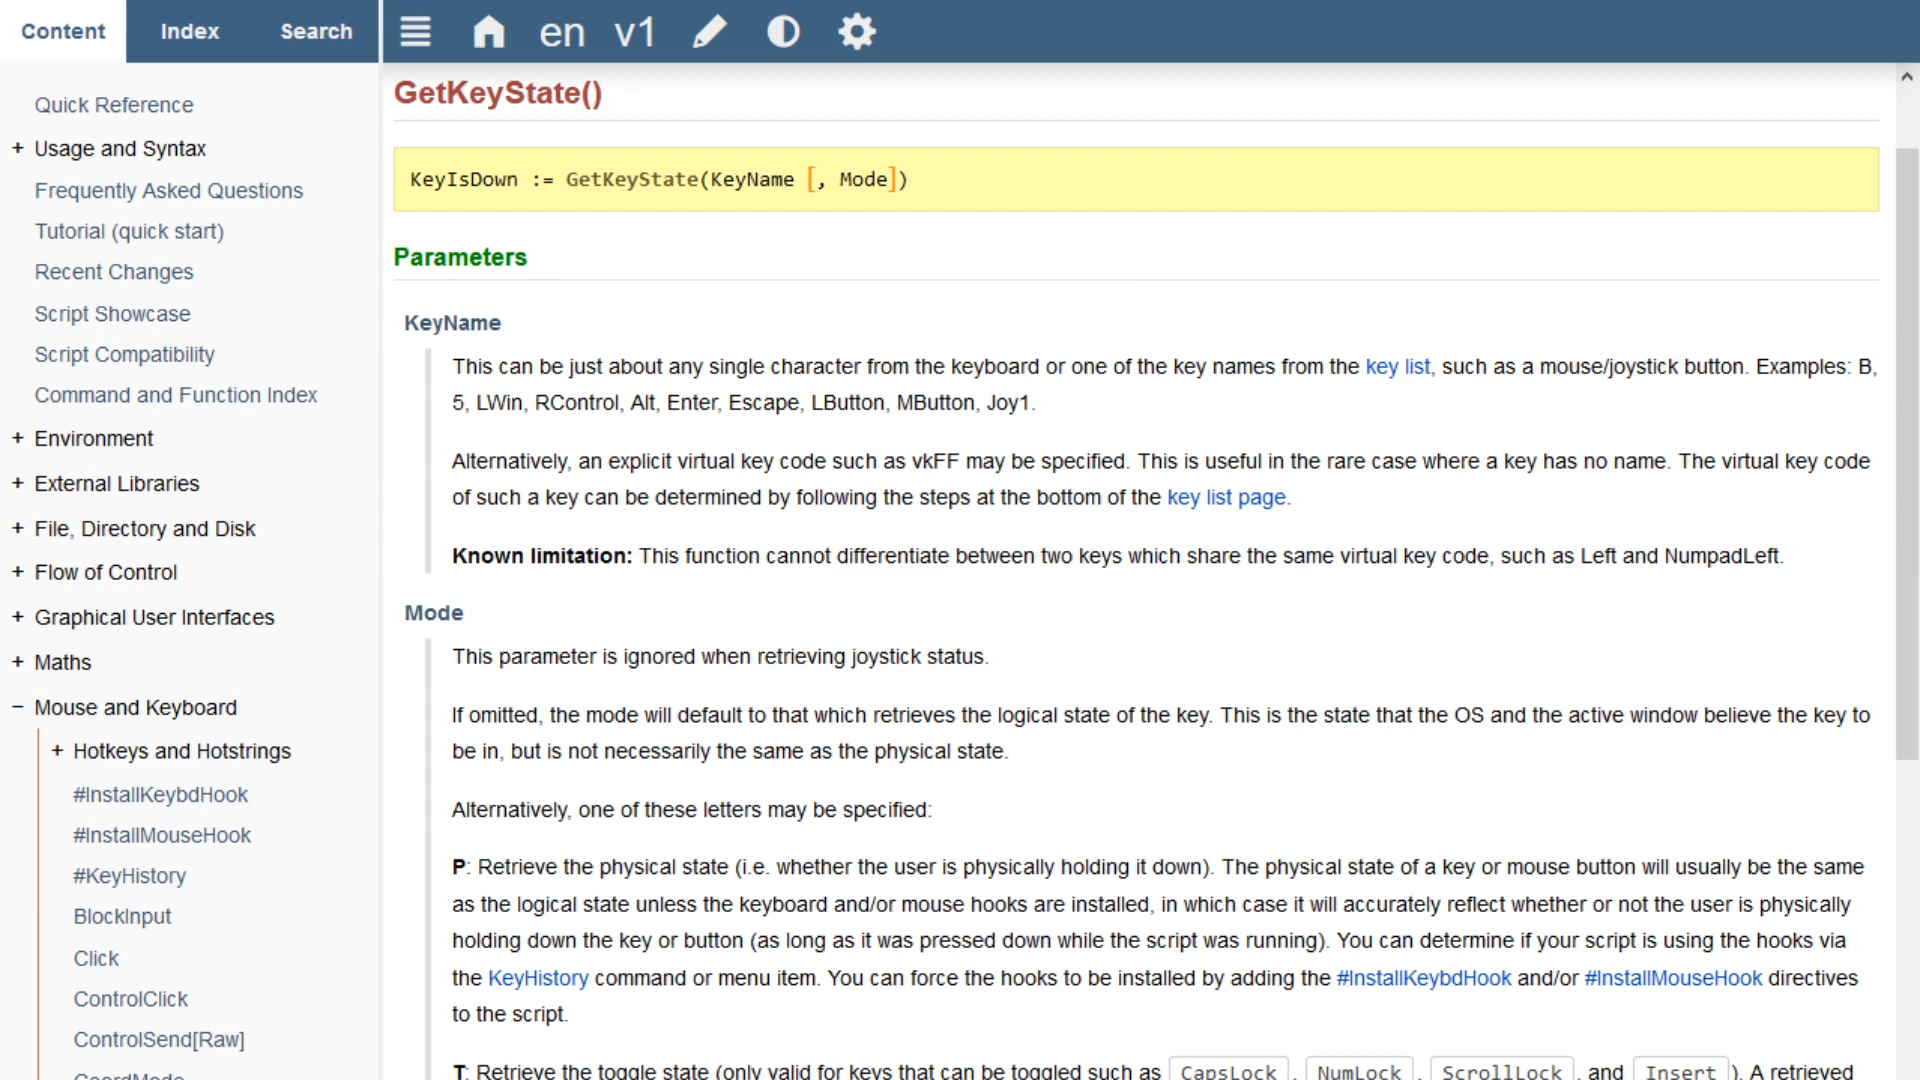 Content Index Search en v1
Quick Reference
+ Usage and Syntax
Frequently Asked Questions
Tutorial (quick start)
Recent Changes
Script Showcase
Script Compatibility
Command and Function Index
+ Environment
+ External Libraries
+ File, Directory and Disk
+ Flow of Control
+ Graphical User Interfaces
+ Maths
− Mouse and Keyboard
+ Hotkeys and Hotstrings
#InstallKeybdHook
#InstallMouseHook
#KeyHistory
BlockInput
Click
ControlClick
ControlSend[Raw]
CoordMode
GetKeyState()
KeyIsDown := GetKeyState(KeyName [, Mode])
Parameters
KeyName
This can be just about any single character from the keyboard or one of the key names from the key list, such as a mouse/joystick button. Examples: B,
5, LWin, RControl, Alt, Enter, Escape, LButton, MButton, Joy1.
Alternatively, an explicit virtual key code such as vkFF may be specified. This is useful in the rare case where a key has no name. The virtual key code
of such a key can be determined by following the steps at the bottom of the key list page.
Known limitation: This function cannot differentiate between two keys which share the same virtual key code, such as Left and NumpadLeft.
Mode
This parameter is ignored when retrieving joystick status.
If omitted, the mode will default to that which retrieves the logical state of the key. This is the state that the OS and the active window believe the key to
be in, but is not necessarily the same as the physical state.
Alternatively, one of these letters may be specified:
P: Retrieve the physical state (i.e. whether the user is physically holding it down). The physical state of a key or mouse button will usually be the same
as the logical state unless the keyboard and/or mouse hooks are installed, in which case it will accurately reflect whether or not the user is physically
holding down the key or button (as long as it was pressed down while the script was running). You can determine if your script is using the hooks via
the KeyHistory command or menu item. You can force the hooks to be installed by adding the #InstallKeybdHook and/or #InstallMouseHook directives
to the script.
T: Retrieve the toggle state (only valid for keys that can be toggled such as CapsLock, NumLock, ScrollLock, and Insert). A retrieved